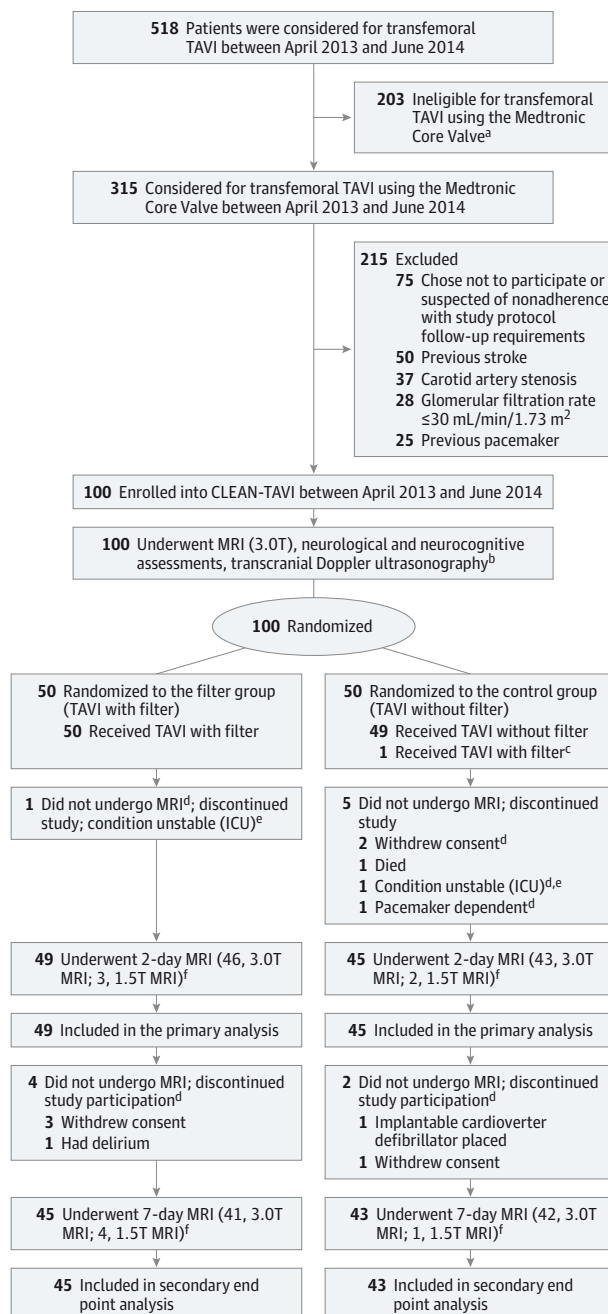 518 Patients were considered for transfemoral
TAVI between April 2013 and June 2014
203 Ineligible for transfemoral
TAVI using the Medtronic
Core Valveᵃ
315 Considered for transfemoral TAVI using the Medtronic
Core Valve between April 2013 and June 2014
215 Excluded
75 Chose not to participate or
suspected of nonadherence
with study protocol
follow-up requirements
50 Previous stroke
37 Carotid artery stenosis
28 Glomerular filtration rate
≤30 mL/min/1.73 m²
25 Previous pacemaker
100 Enrolled into CLEAN-TAVI between April 2013 and June 2014
100 Underwent MRI (3.0T), neurological and neurocognitive
assessments, transcranial Doppler ultrasonographyᵇ
100 Randomized
50 Randomized to the filter group
(TAVI with filter)
50 Received TAVI with filter
50 Randomized to the control group
(TAVI without filter)
49 Received TAVI without filter
1 Received TAVI with filterᶜ
1 Did not undergo MRIᵈ; discontinued
study; condition unstable (ICU)ᵉ
5 Did not undergo MRI; discontinued
study
2 Withdrew consentᵈ
1 Died
1 Condition unstable (ICU)ᵈ,ᵉ
1 Pacemaker dependentᵈ
49 Underwent 2-day MRI (46, 3.0T
MRI; 3, 1.5T MRI)ᶠ
45 Underwent 2-day MRI (43, 3.0T
MRI; 2, 1.5T MRI)ᶠ
49 Included in the primary analysis
45 Included in the primary analysis
4 Did not undergo MRI; discontinued
study participationᵈ
3 Withdrew consent
1 Had delirium
2 Did not undergo MRI; discontinued
study participationᵈ
1 Implantable cardioverter
defibrillator placed
1 Withdrew consent
45 Underwent 7-day MRI (41, 3.0T
MRI; 4, 1.5T MRI)ᶠ
43 Underwent 7-day MRI (42, 3.0T
MRI; 1, 1.5T MRI)ᶠ
45 Included in secondary end
point analysis
43 Included in secondary end
point analysis